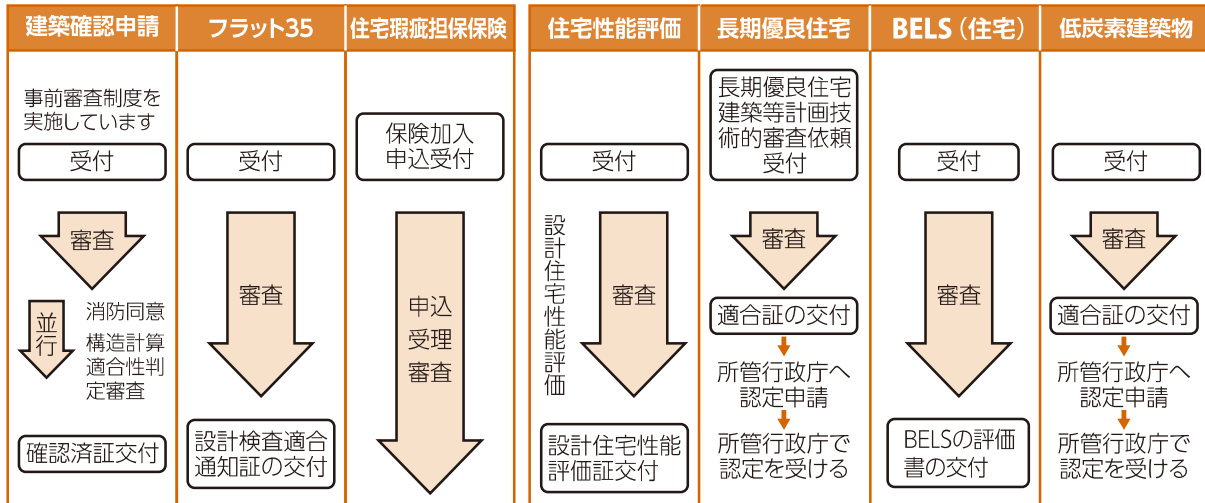 建築確認申請
事前審査制度を
実施しています
受付
審査
並行
消防同意
構造計算
適合性判
定審査
確認済証交付
フラット35
受付
審査
設計検査適合
通知証の交付
住宅瑕疵担保保険
保険加入
申込受付
申込
受理
審査
住宅性能評価
受付
設計住宅性能評価
審査
設計住宅性能
評価証交付
長期優良住宅
長期優良住宅
建築等計画技
術的審査依頼
受付
審査
適合証の交付
所管行政庁へ
認定申請
所管行政庁で
認定を受ける
BELS（住宅）
受付
審査
BELSの評価
書の交付
低炭素建築物
受付
審査
適合証の交付
所管行政庁へ
認定申請
所管行政庁で
認定を受ける